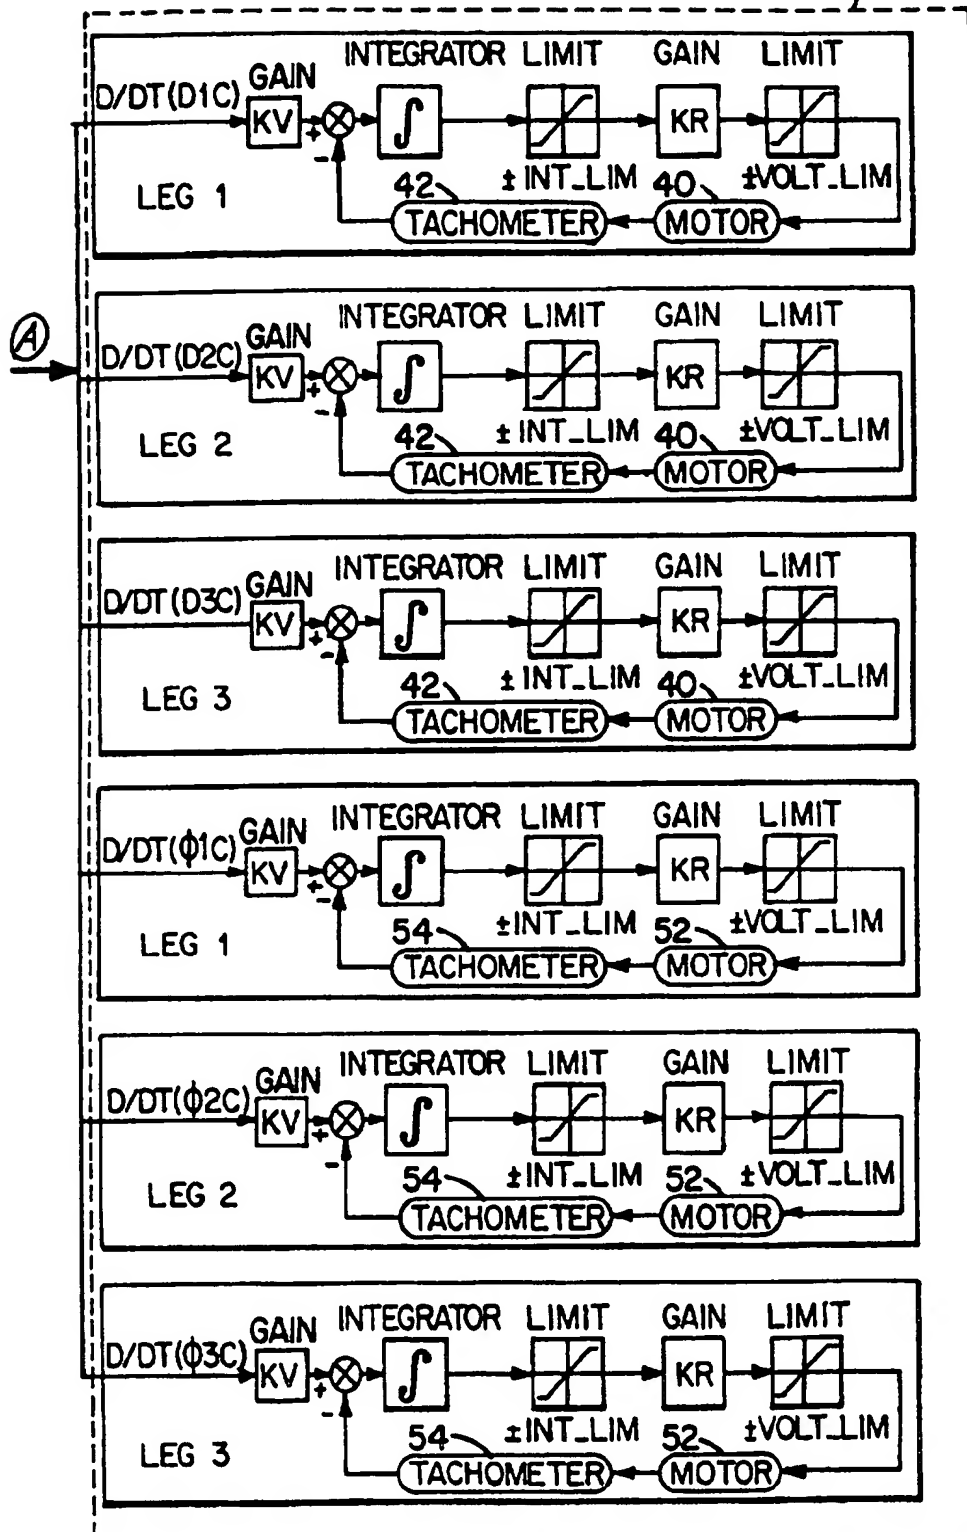 INTEGRATOR LIMIT GAIN LIMIT
GAIN
D/DT(D1C) KV + - ∫ KR
± INT_LIM ±VOLT_LIM
LEG 1 42 40
TACHOMETER MOTOR
A
INTEGRATOR LIMIT GAIN LIMIT
GAIN
D/DT(D2C) KV + - ∫ KR
± INT_LIM ±VOLT_LIM
LEG 2 42 40
TACHOMETER MOTOR
INTEGRATOR LIMIT GAIN LIMIT
GAIN
D/DT(D3C) KV + - ∫ KR
± INT_LIM ±VOLT_LIM
LEG 3 42 40
TACHOMETER MOTOR
INTEGRATOR LIMIT GAIN LIMIT
GAIN
D/DT(ϕ1C) KV + - ∫ KR
±INT_LIM ±VOLT_LIM
LEG 1 54 52
TACHOMETER MOTOR
INTEGRATOR LIMIT GAIN LIMIT
GAIN
D/DT(ϕ2C) KV + - ∫ KR
±INT_LIM ±VOLT_LIM
LEG 2 54 52
TACHOMETER MOTOR
INTEGRATOR LIMIT GAIN LIMIT
GAIN
D/DT(ϕ3C) KV + - ∫ KR
±INT_LIM ±VOLT_LIM
LEG 3 54 52
TACHOMETER MOTOR